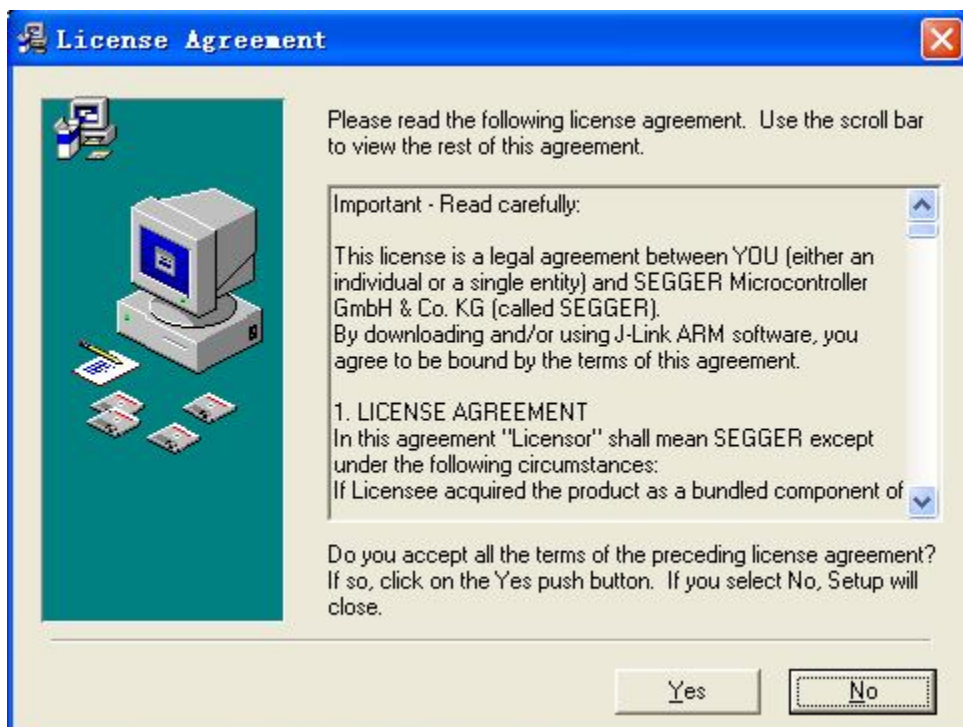 License Agreement
Please read the following license agreement. Use the scroll bar
to view the rest of this agreement.
Important - Read carefully:
This license is a legal agreement between YOU (either an
individual or a single entity) and SEGGER Microcontroller
GmbH & Co. KG (called SEGGER).
By downloading and/or using J-Link ARM software, you
agree to be bound by the terms of this agreement.
1. LICENSE AGREEMENT
In this agreement "Licensor" shall mean SEGGER except
under the following circumstances:
If Licensee acquired the product as a bundled component of
Do you accept all the terms of the preceding license agreement?
If so, click on the Yes push button. If you select No, Setup will
close.
Yes
No